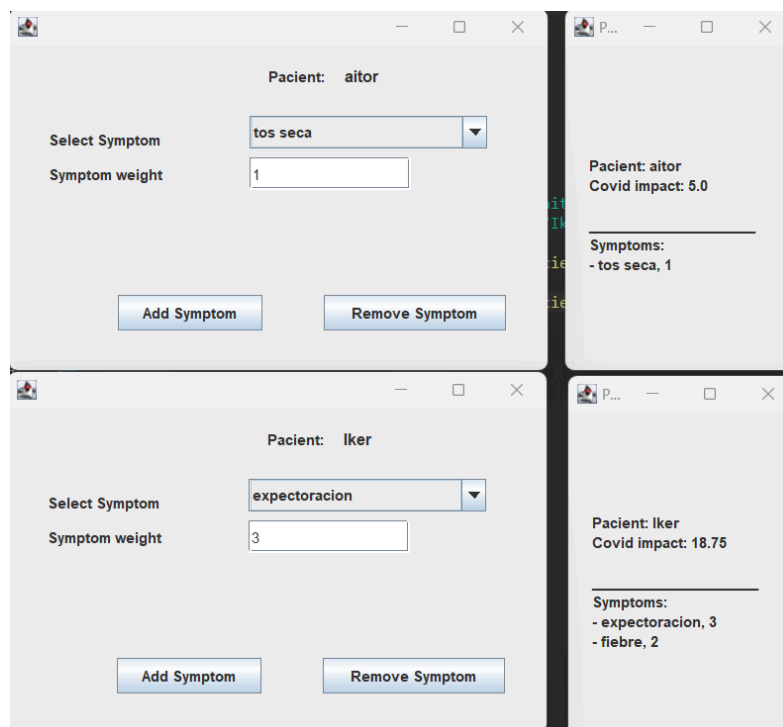 P...
Pacient: aitor
Select Symptom tos seca
Symptom weight 1
Add Symptom Remove Symptom
Pacient: aitor
Covid impact: 5.0
Symptoms:
- tos seca, 1
P...
Pacient: Iker
Select Symptom expectoracion
Symptom weight 3
Add Symptom Remove Symptom
Pacient: Iker
Covid impact: 18.75
Symptoms:
- expectoracion, 3
- fiebre, 2